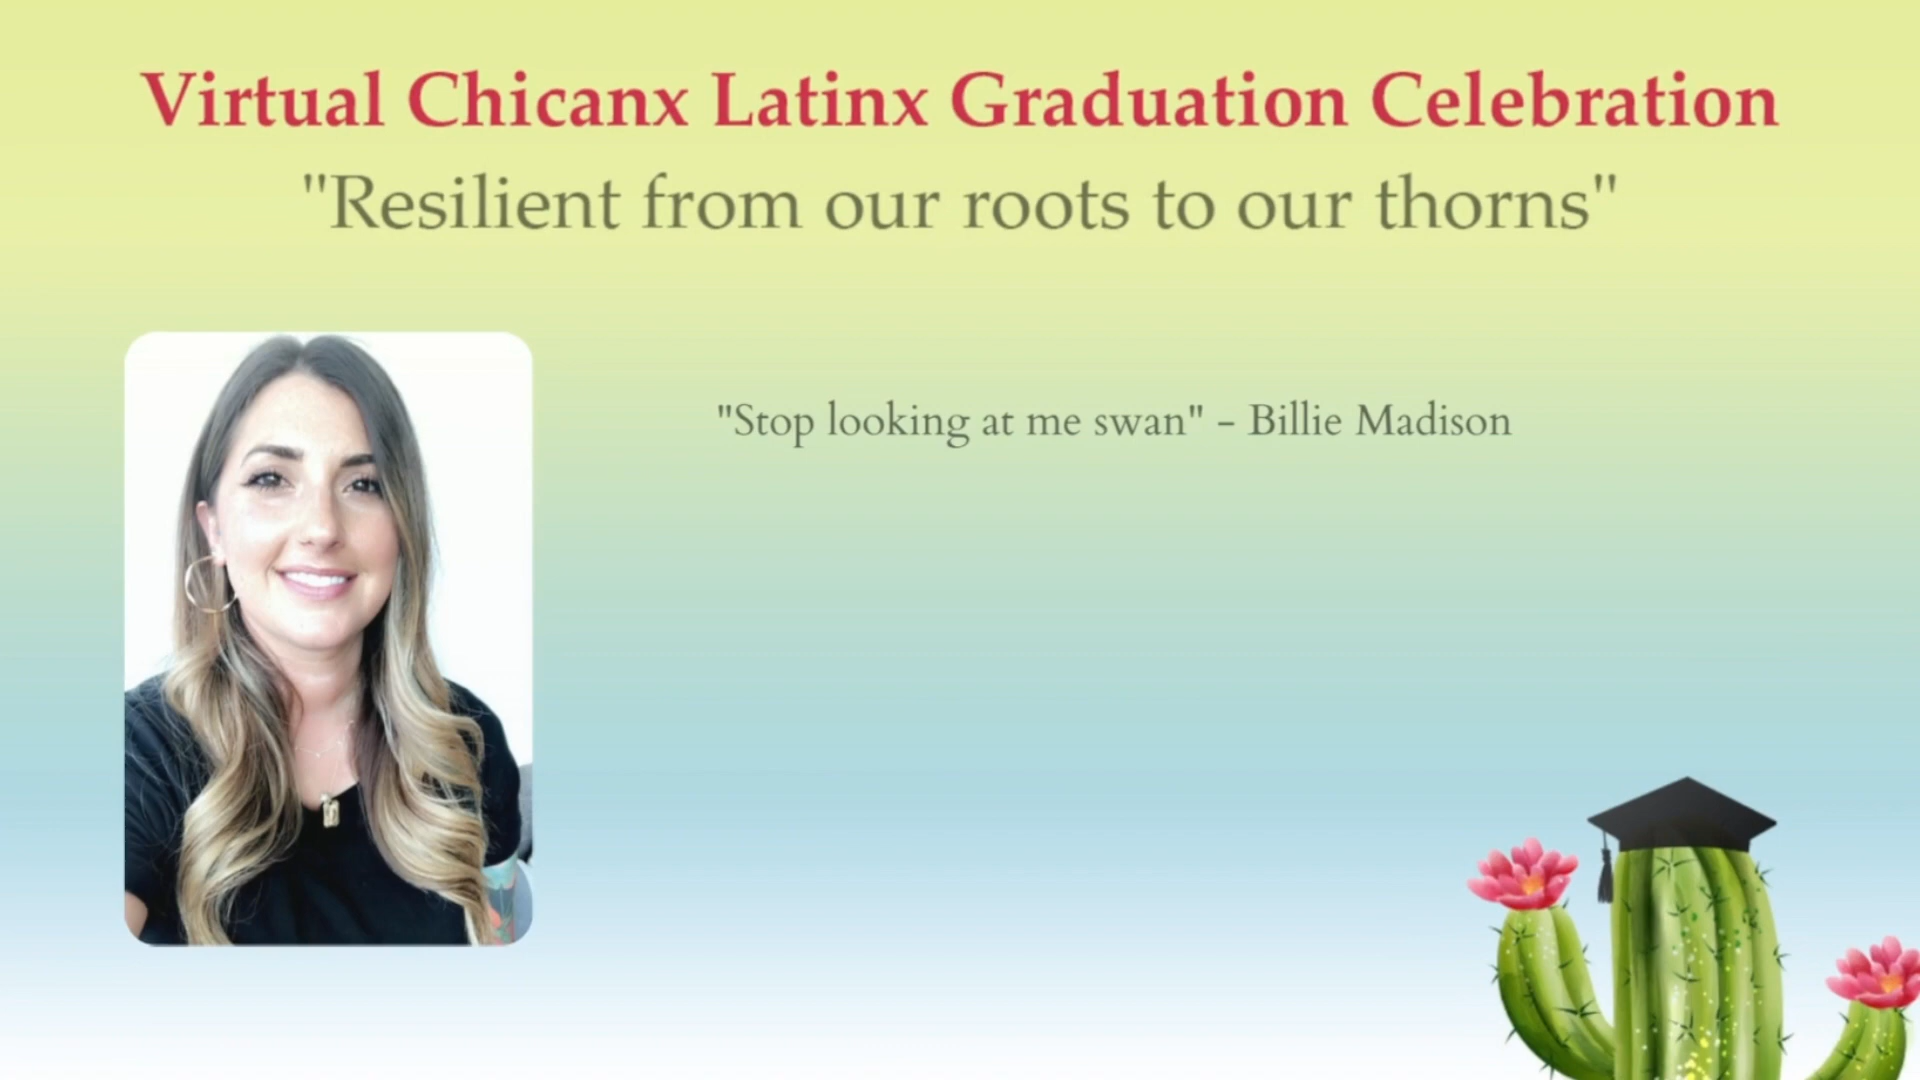 Virtual Chicanx Latinx Graduation Celebration
"Resilient from our roots to our thorns"
"Stop looking at me swan" - Billie Madison